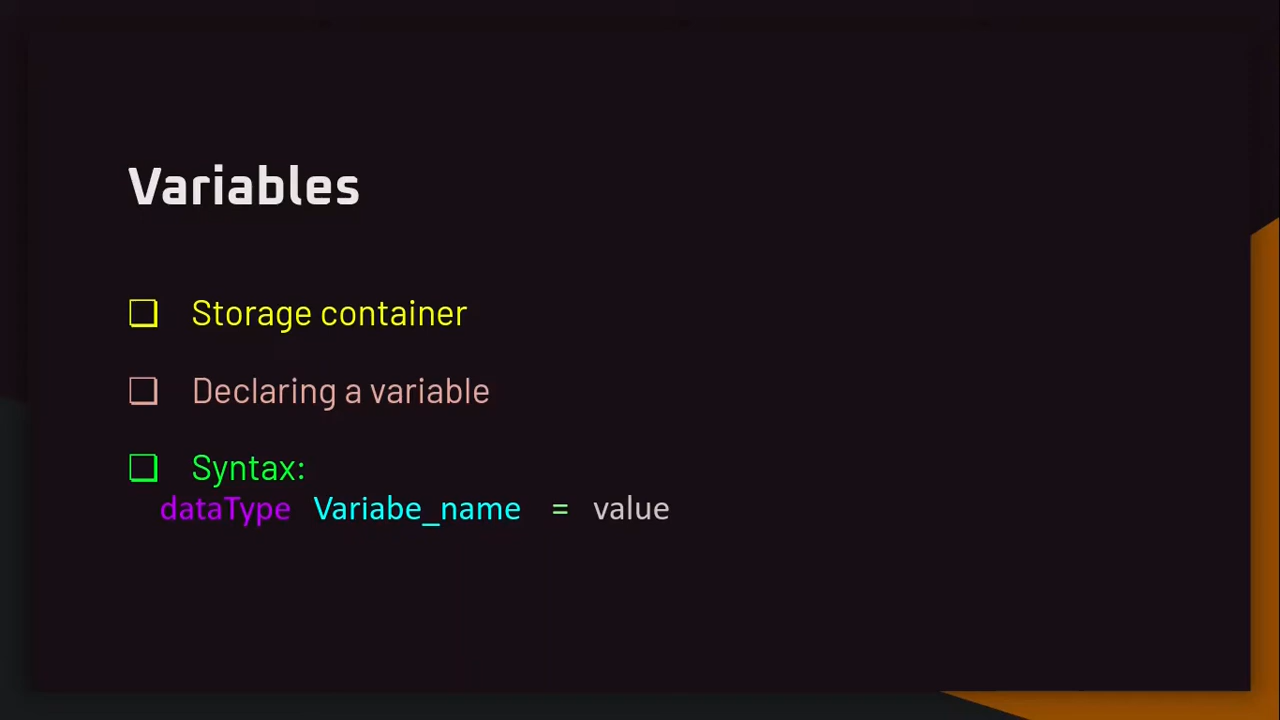 Variables
❏ Storage container
❏ Declaring a variable
❏ Syntax:
dataType Variabe_name = value